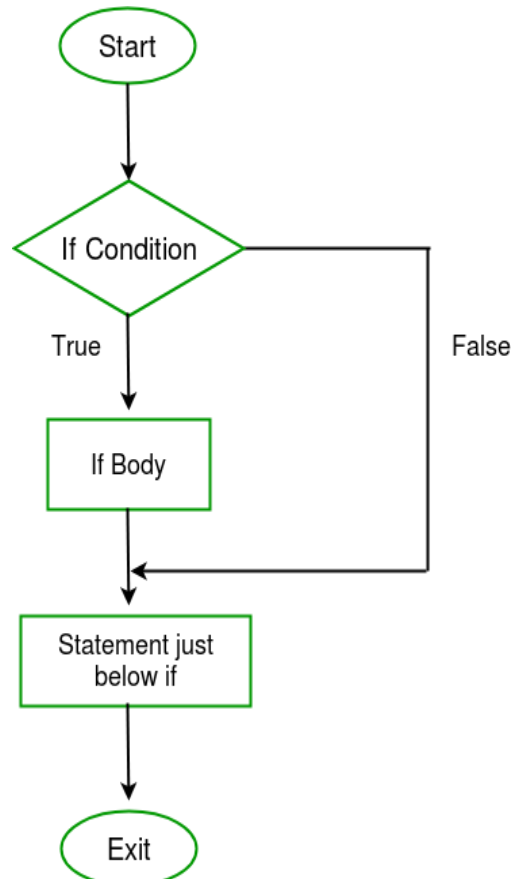 Start
If Condition
True
False
If Body
Statement just
below if
Exit